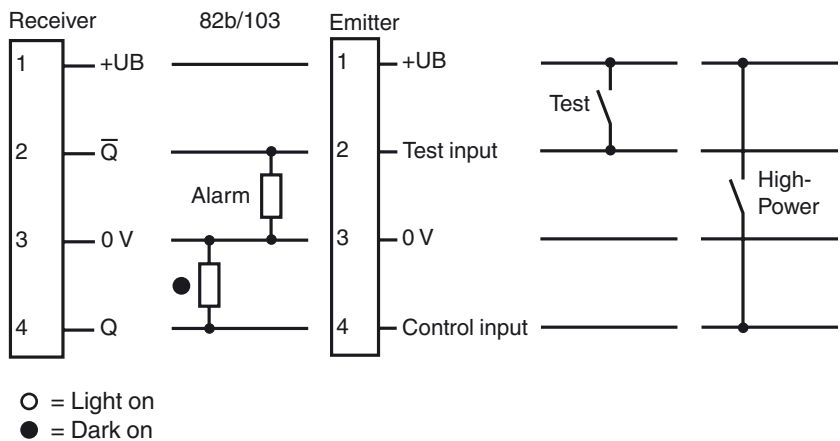 Receiver 82b/103 Emitter
1 +UB 1 +UB
Test
2 Q̅ 2 Test input
Alarm High-
Power
3 0 V 3 0 V
4 Q 4 Control input
= Light on
= Dark on